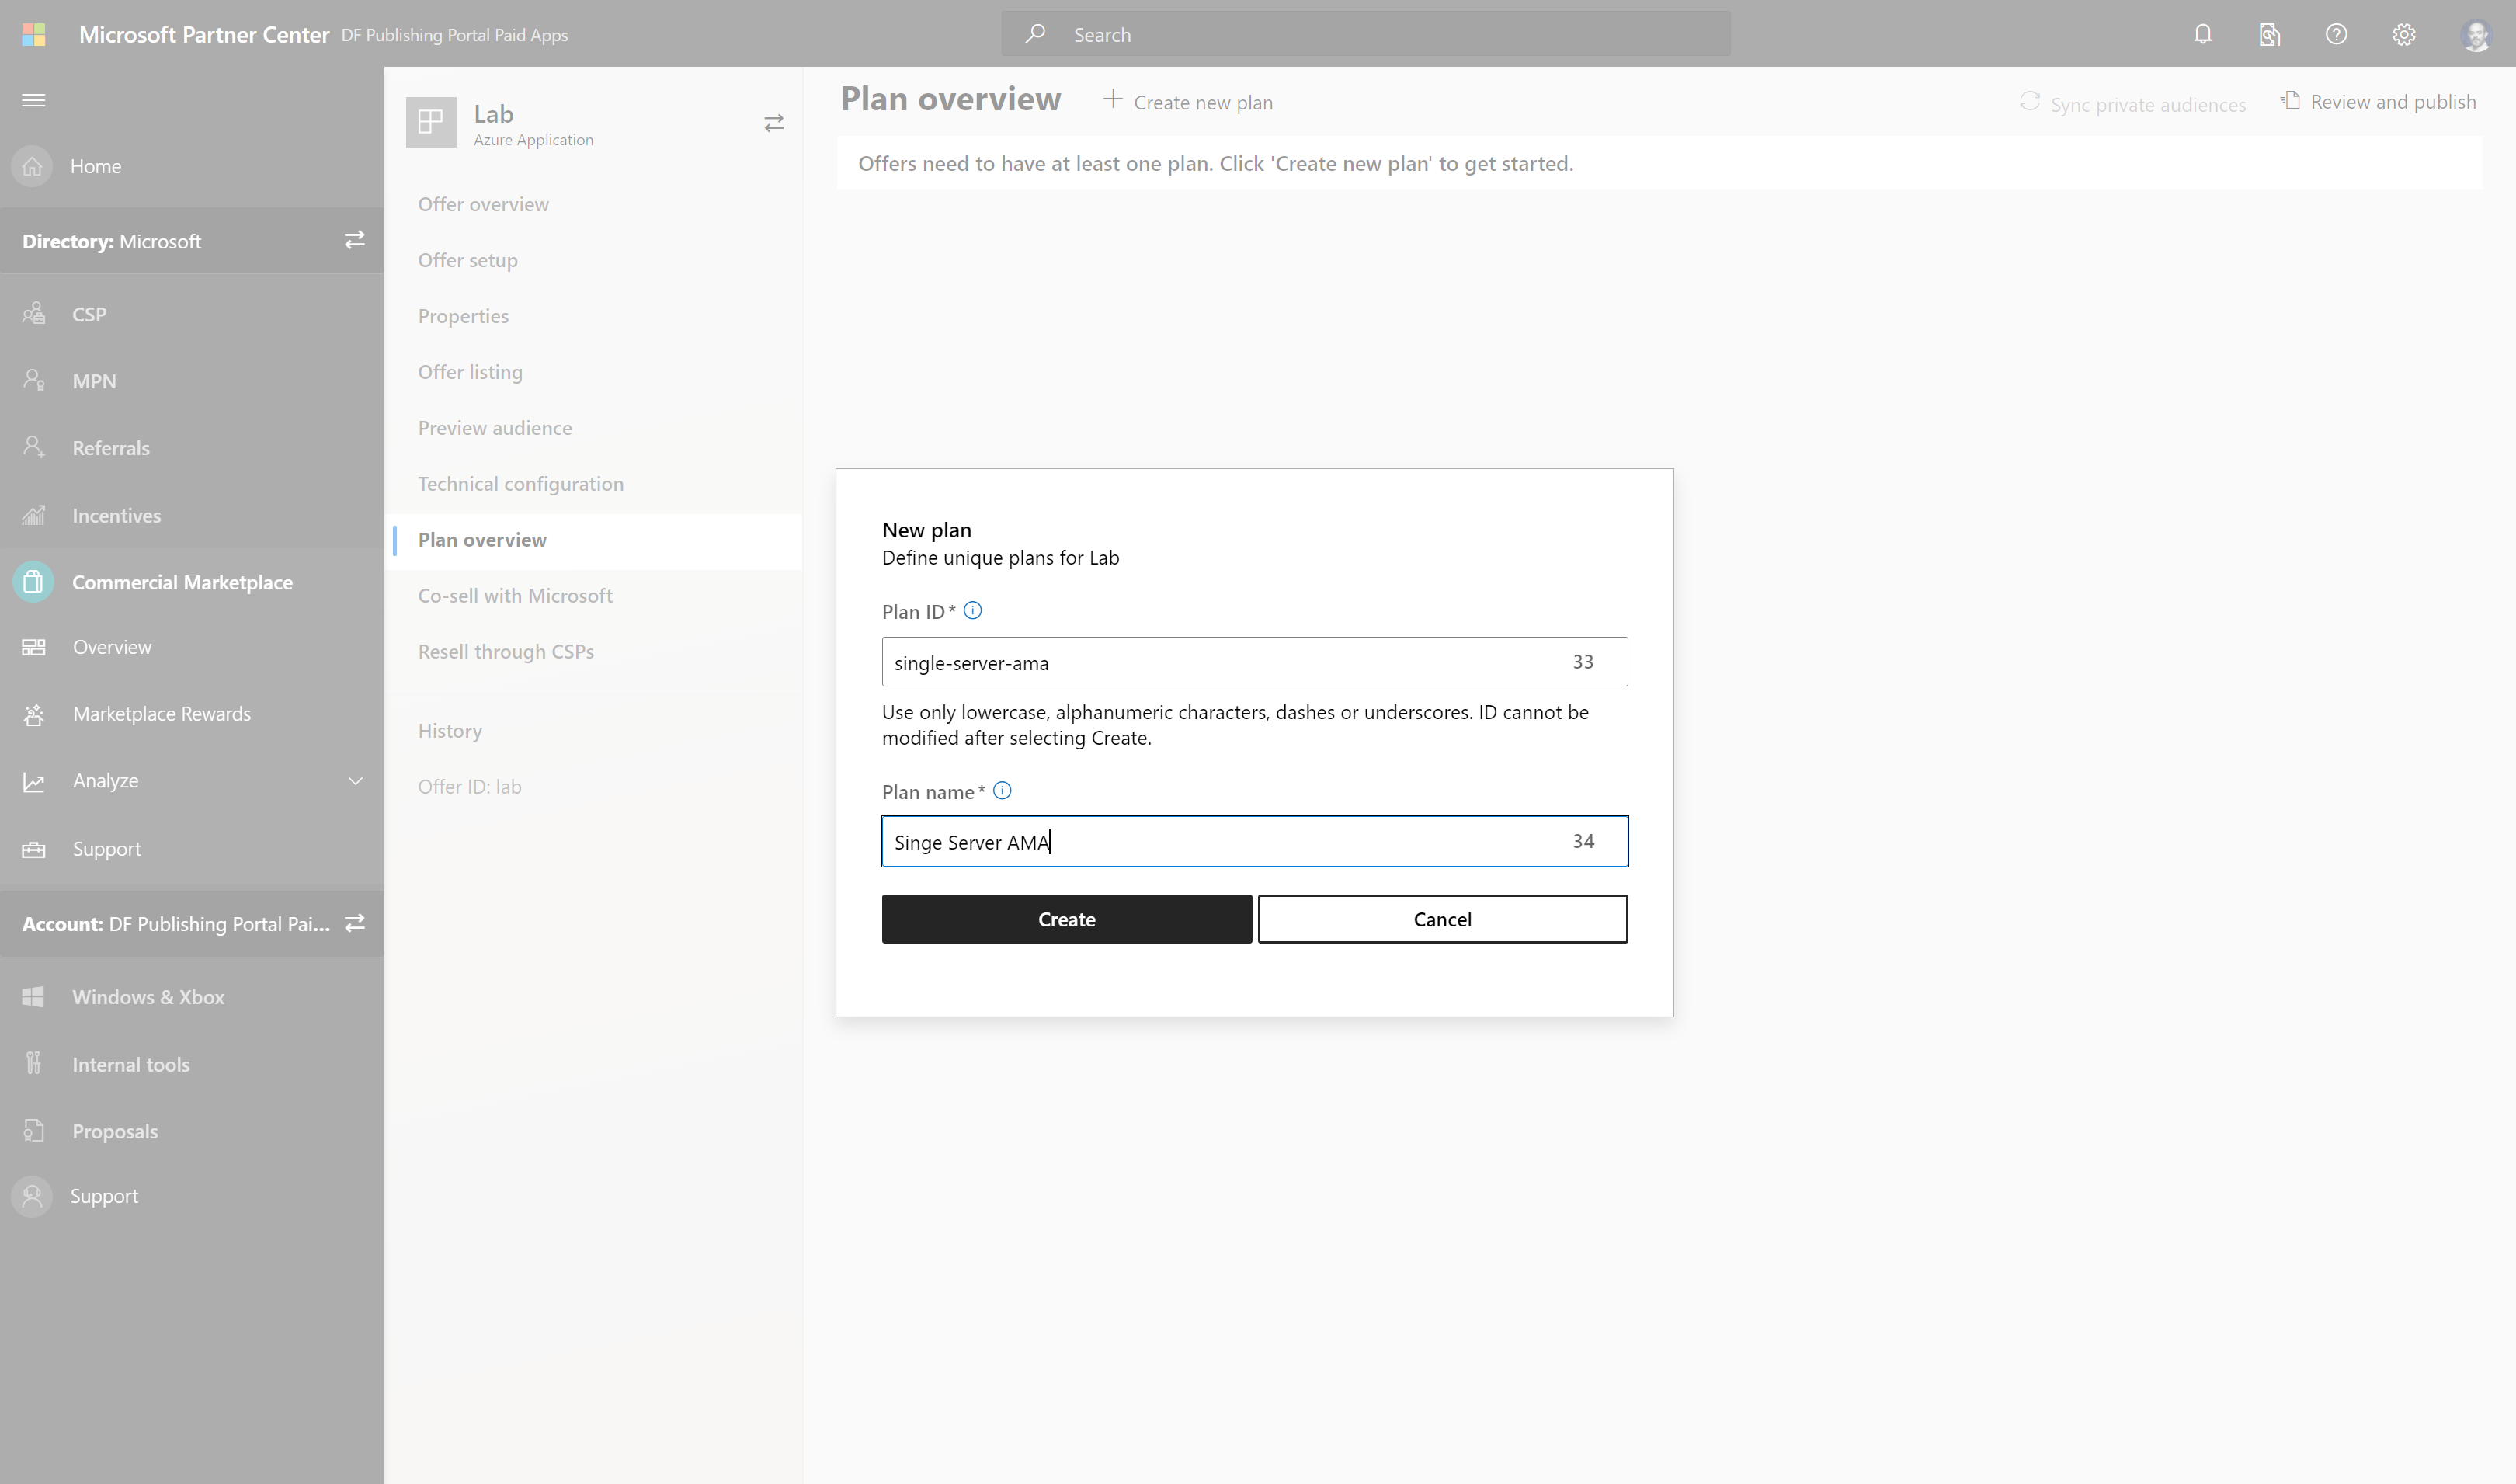 Microsoft Partner Center DF Publishing Portal Paid Apps
Search
Home
Directory: Microsoft
CSP
MPN
Referrals
Incentives
Commercial Marketplace
Overview
Marketplace Rewards
Analyze
Support
Account: DF Publishing Portal Pai...
Windows & Xbox
Internal tools
Proposals
Support
Lab
Azure Application
Offer overview
Offer setup
Properties
Offer listing
Preview audience
Technical configuration
Plan overview
Co-sell with Microsoft
Resell through CSPs
History
Offer ID: lab
Plan overview
Create new plan
Sync private audiences
Review and publish
Offers need to have at least one plan. Click 'Create new plan' to get started.
New plan
Define unique plans for Lab
Plan ID*
single-server-ama 33
Use only lowercase, alphanumeric characters, dashes or underscores. ID cannot be
modified after selecting Create.
Plan name*
Singe Server AMA 34
Create
Cancel